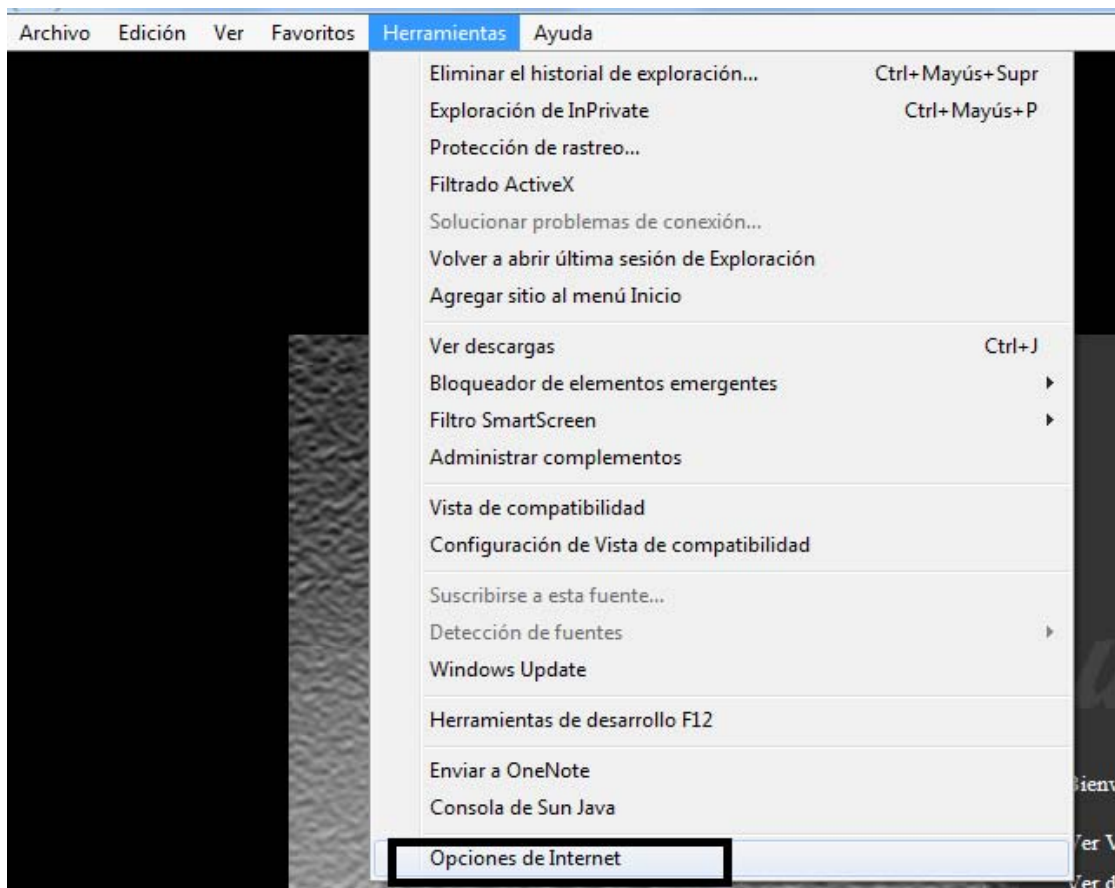 Archivo Edición Ver Favoritos Herramientas Ayuda
Eliminar el historial de exploración... Ctrl+Mayús+Supr
Exploración de InPrivate Ctrl+Mayús+P
Protección de rastreo...
Filtrado ActiveX
Solucionar problemas de conexión...
Volver a abrir última sesión de Exploración
Agregar sitio al menú Inicio
Ver descargas Ctrl+J
Bloqueador de elementos emergentes
Filtro SmartScreen
Administrar complementos
Vista de compatibilidad
Configuración de Vista de compatibilidad
Suscribirse a esta fuente...
Detección de fuentes
Windows Update
Herramientas de desarrollo F12
Enviar a OneNote
Consola de Sun Java
Opciones de Internet